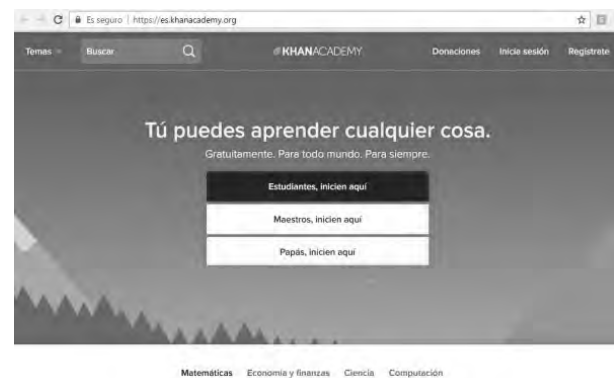 Es seguro | https://es.khanacademy.org
Temas Buscar KHANACADEMY Donaciones Inicie sesión Regístrate
Tú puedes aprender cualquier cosa.
Gratuitamente. Para todo mundo. Para siempre.
Estudiantes, inicien aquí
Maestros, inicien aquí
Papás, inicien aquí
Matemáticas Economía y finanzas Ciencia Computación